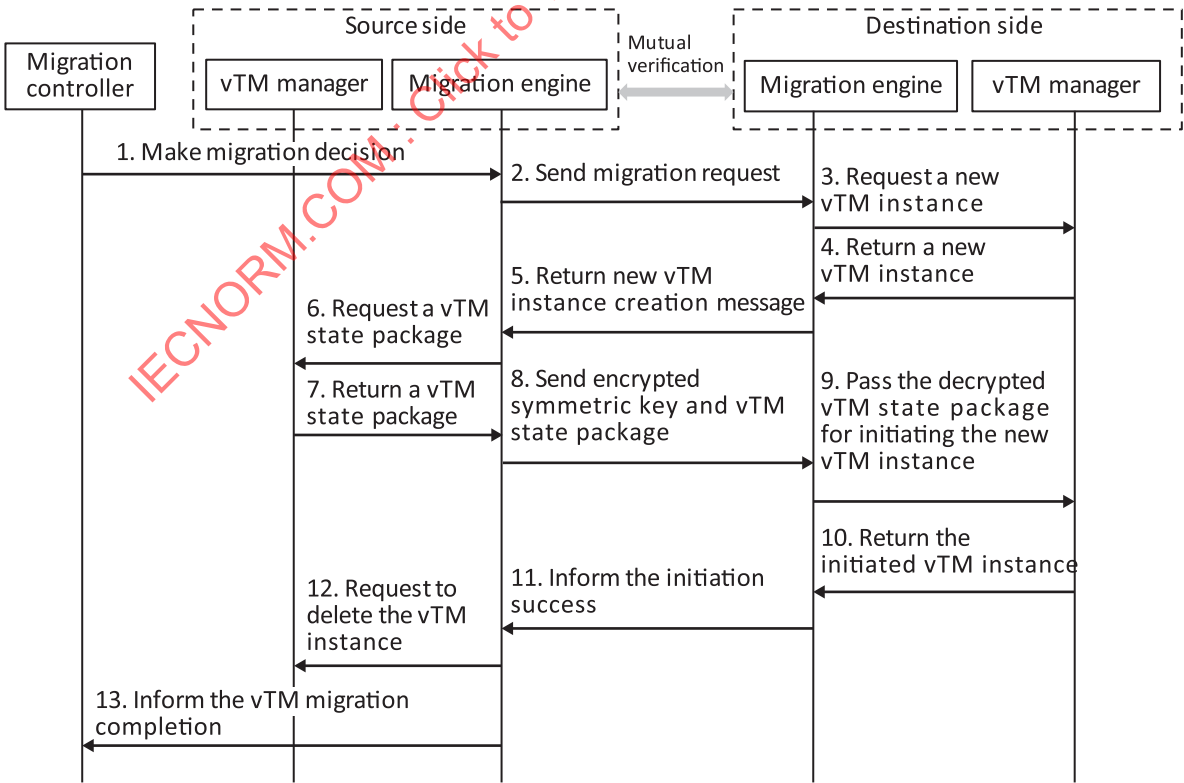 Source side
Destination side
Migration
controller
vTM manager
Migration engine
Mutual
verification
Migration engine
vTM manager
1. Make migration decision
2. Send migration request
3. Request a new
vTM instance
4. Return a new
vTM instance
5. Return new vTM
instance creation message
6. Request a vTM
state package
7. Return a vTM
state package
8. Send encrypted
symmetric key and vTM
state package
9. Pass the decrypted
vTM state package
for initiating the new
vTM instance
10. Return the
initiated vTM instance
11. Inform the initiation
success
12. Request to
delete the vTM
instance
13. Inform the vTM migration
completion
IECNORM.COM : Click to